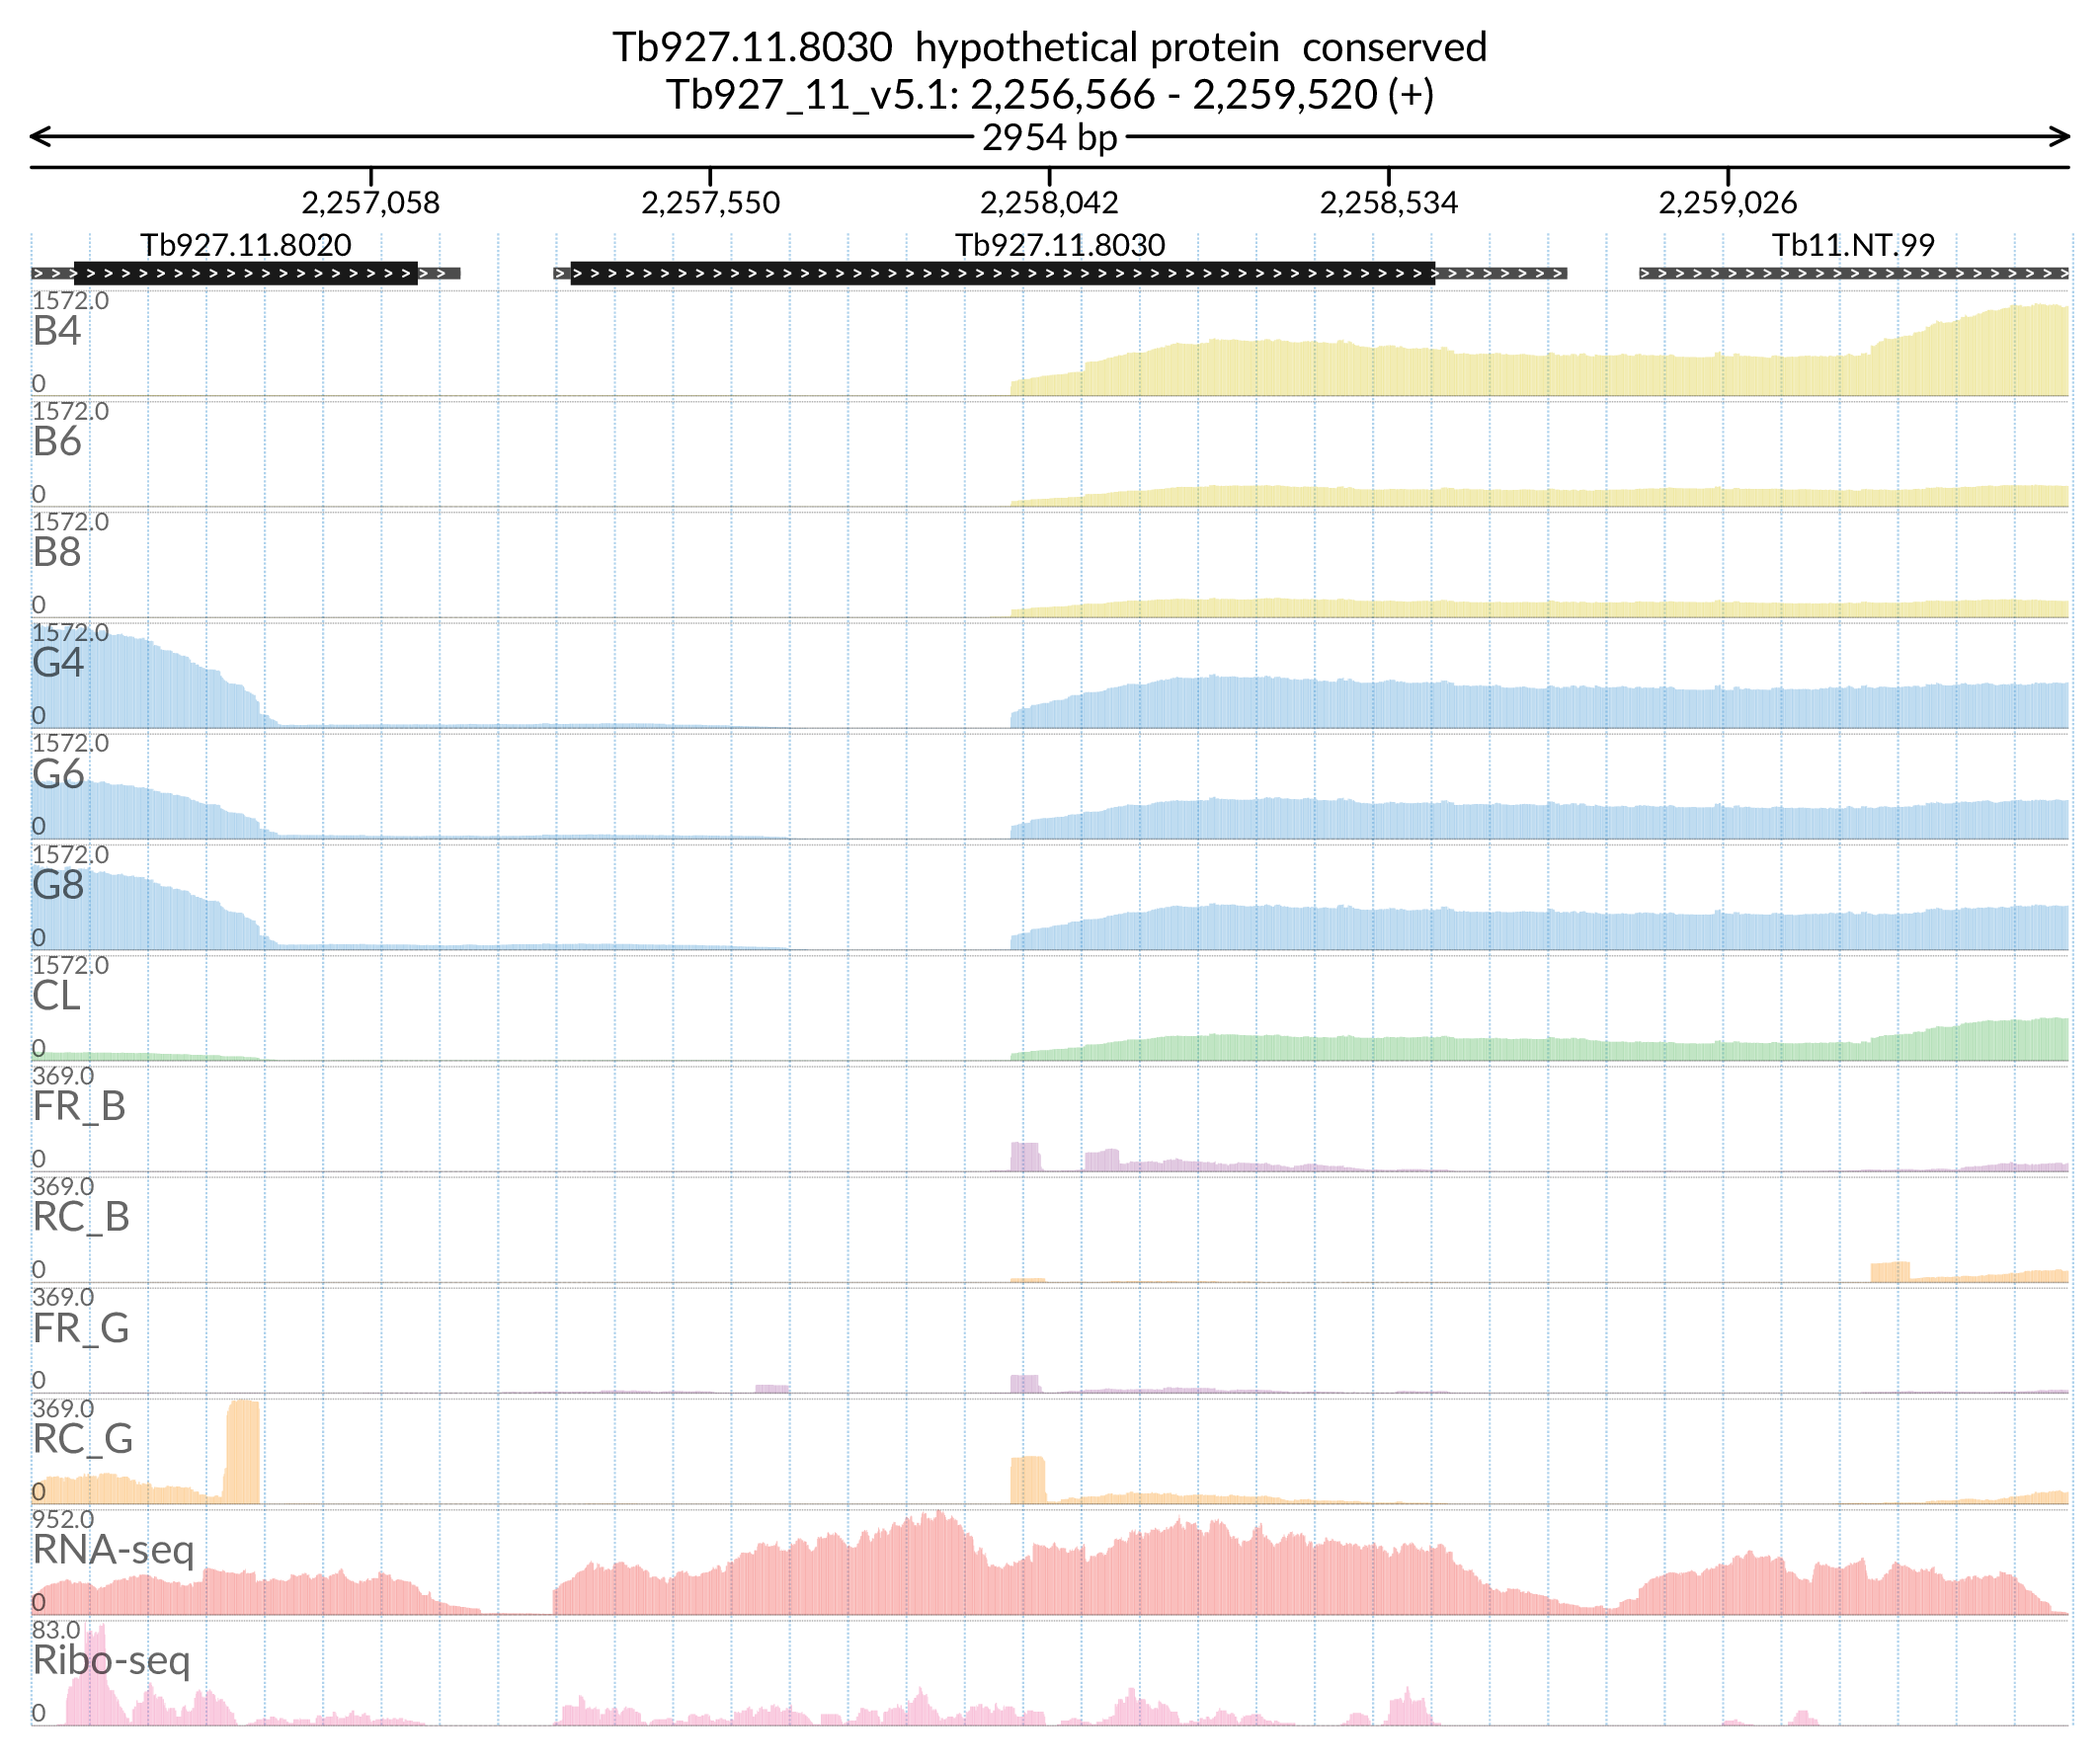 Tb927.11.8030  hypothetical protein  conserved
Tb927_11_v5.1: 2,256,566 - 2,259,520 (+)
2954 bp
2,257,058 2,257,550 2,258,042 2,258,534 2,259,026
Tb927.11.8020 Tb927.11.8030 Tb11.NT.99
1572.0
B4
0
1572.0
B6
0
1572.0
B8
0
1572.0
G4
0
1572.0
G6
0
1572.0
G8
0
1572.0
CL
0
369.0
FR_B
0
369.0
RC_B
0
369.0
FR_G
0
369.0
RC_G
0
952.0
RNA-seq
0
83.0
Ribo-seq
0